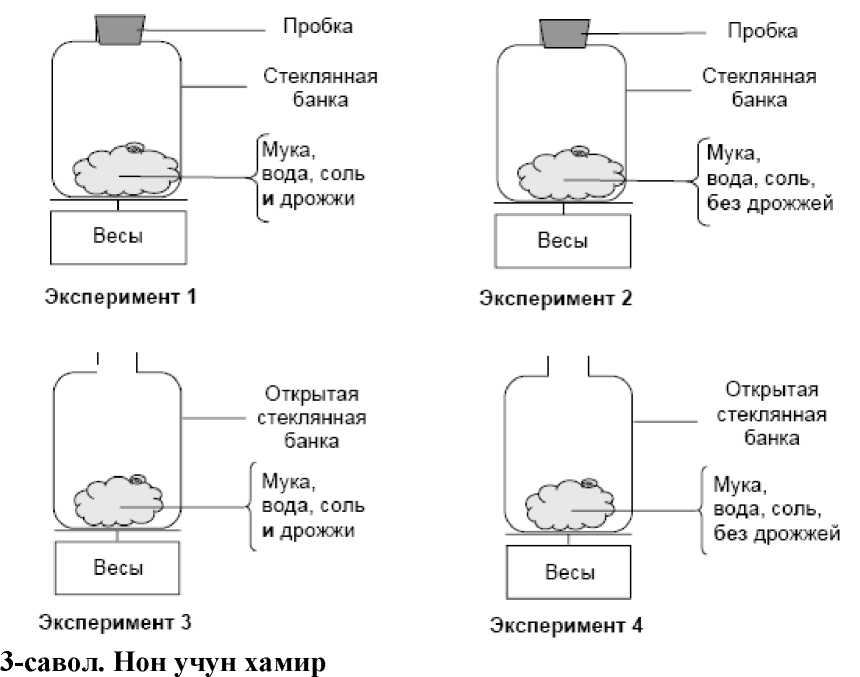 Пробка
Стеклянная
банка
Мука,
вода, соль
и дрожжи
Весы
Эксперимент 1
Пробка
Стеклянная
банка
Мука,
вода, соль,
без дрожжей
Весы
Эксперимент 2
Открытая
стеклянная
банка
Мука,
вода, соль
и дрожжи
Весы
Эксперимент 3
Открытая
стеклянная
банка
Мука,
вода, соль,
без дрожжей
Весы
Эксперимент 4
3-савол. Нон учун хамир